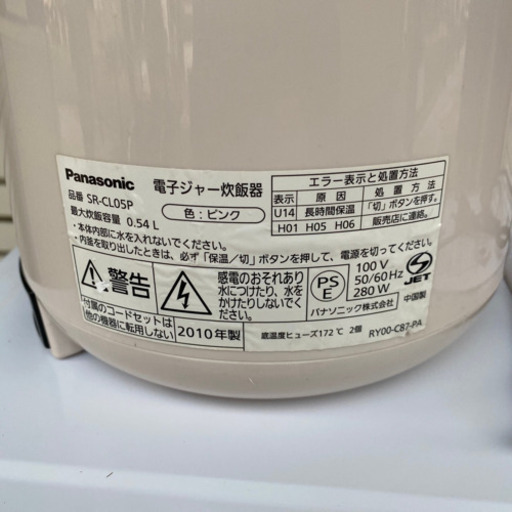 Panasonic 電子ジャー炊飯器
品番 SR-CL05P
最大炊飯容量 0.54 L
色：ピンク
・本体内部に水を入れないでください。
・内蓋を取り出したときは、必ず「保温／切」ボタンを押して、電源を切ってください。
エラー表示と処置方法
表示 原因 処置方法
U14 長時間保温 「切」ボタンを押す。
H01 H05 H06 販売店に連絡。
警告
感電のおそれあり
水につけたり、水を
かけたりしないでください
付属のコードセットは
他の機器に転用しない
2010年製
PS
E
100 V
50/60 Hz
280 W
パナソニック株式会社
JET
中国製
底温度ヒューズ172℃ 2個
RY00-C87-PA